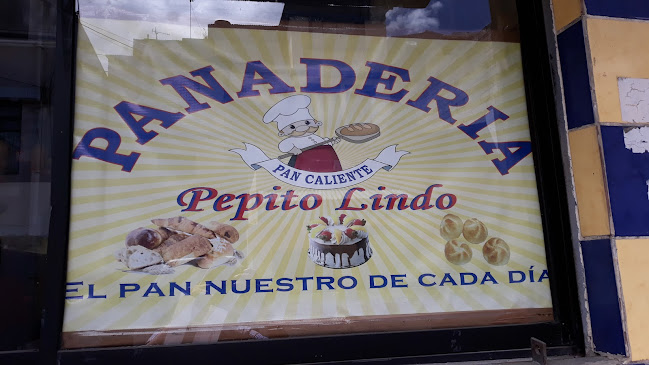 PANADERIA
PAN CALIENTE
Pepito Lindo
EL PAN NUESTRO DE CADA DÍA